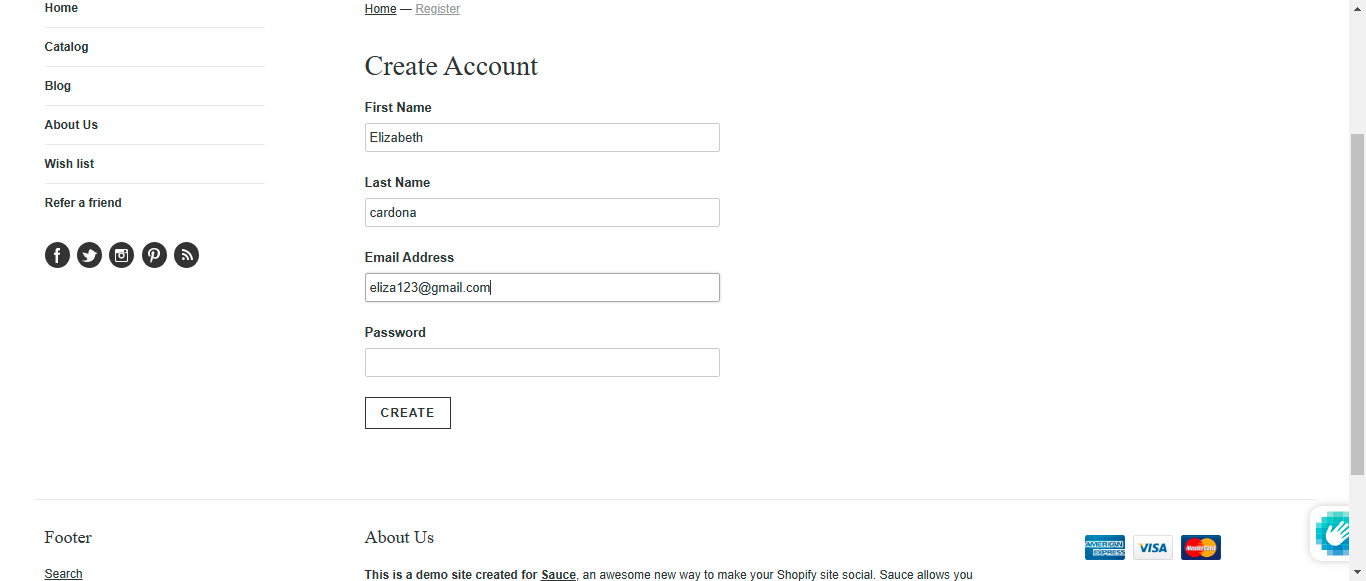 Home
Catalog
Blog
About Us
Wish list
Refer a friend
Home — Register
Create Account
First Name
Elizabeth
Last Name
cardona
Email Address
eliza123@gmail.com
Password
CREATE
Footer
Search
About Us
This is a demo site created for Sauce, an awesome new way to make your Shopify site social. Sauce allows you
AMERICAN EXPRESS
VISA
MasterCard